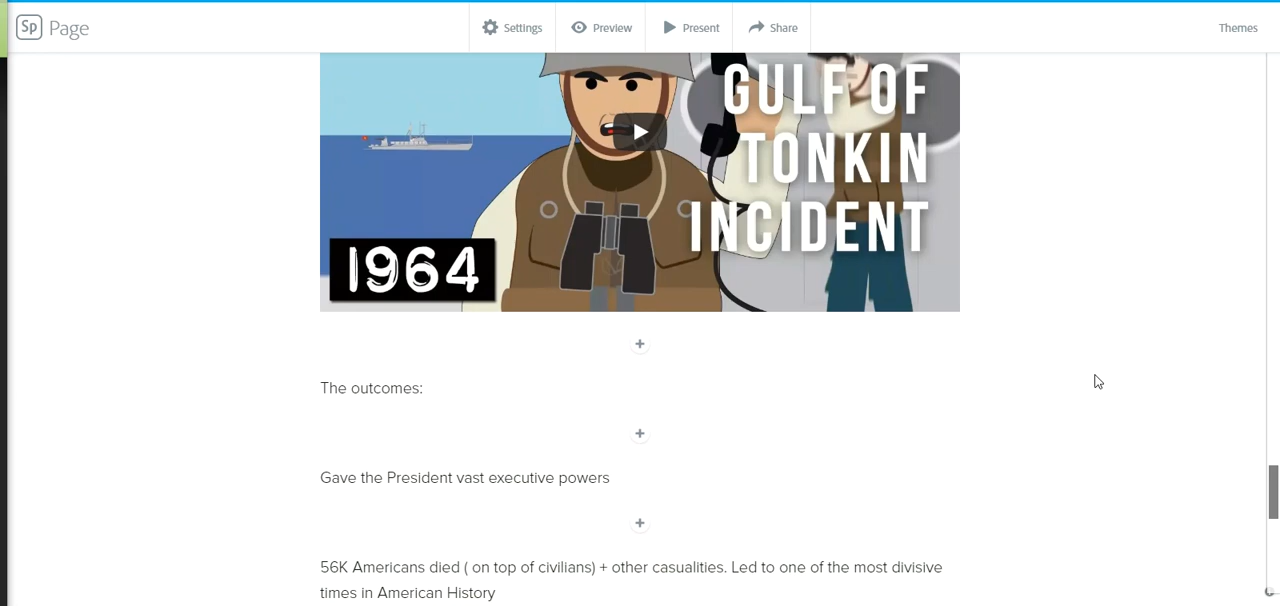 Sp Page
Settings
Preview
Present
Share
Themes
GULF OF
TONKIN
INCIDENT
1964
The outcomes:
Gave the President vast executive powers
56K Americans died ( on top of civilians) + other casualities. Led to one of the most divisive
times in American History